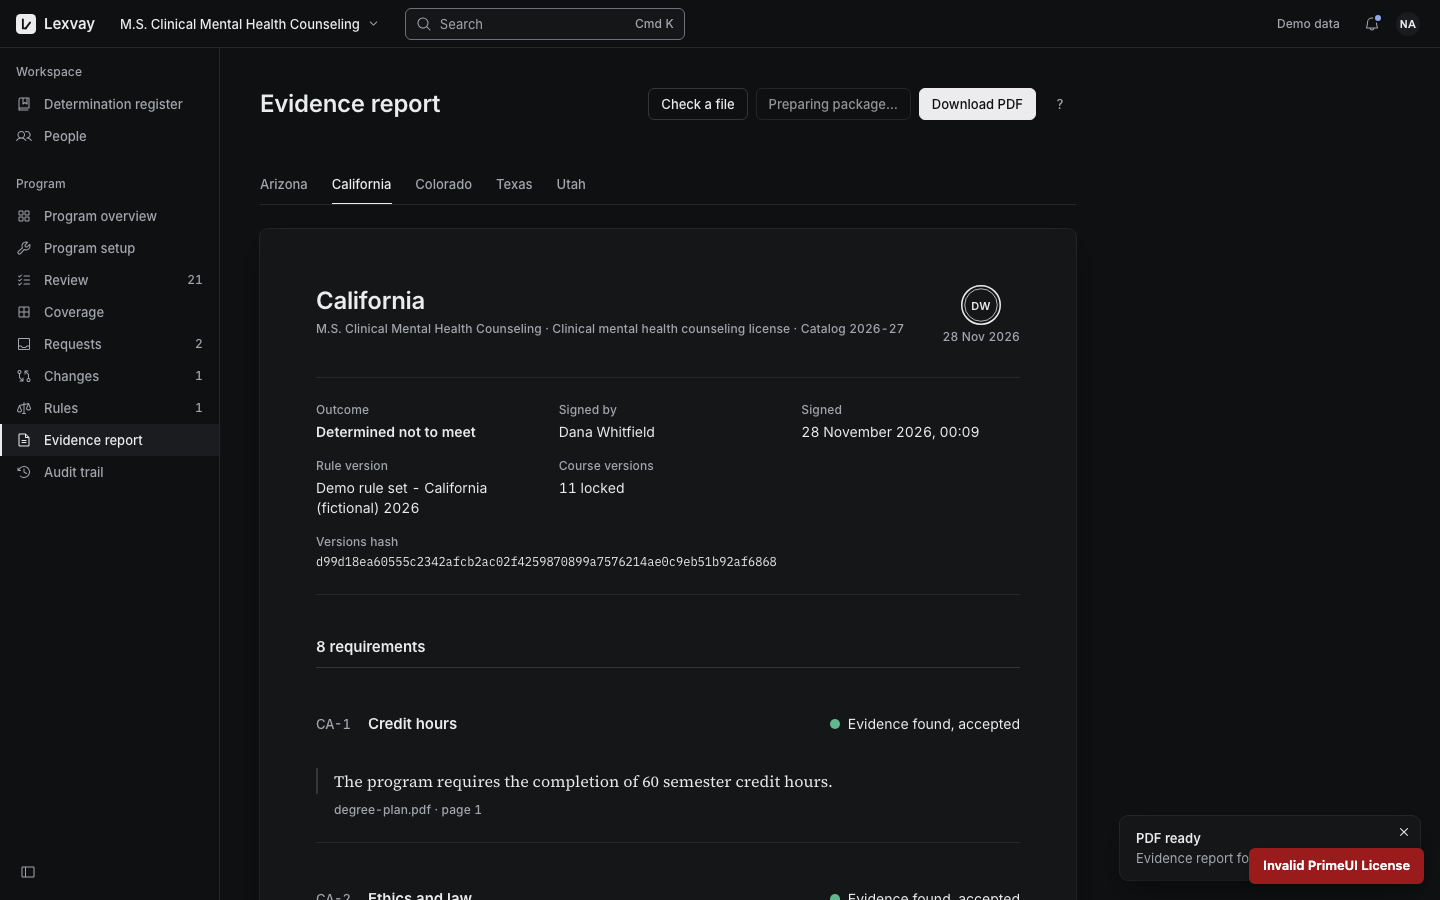 Lexvay
M.S. Clinical Mental Health Counseling
Search
Cmd K
Demo data
NA
Workspace
Determination register
People
Program
Program overview
Program setup
Review 21
Coverage
Requests 2
Changes 1
Rules 1
Evidence report
Audit trail
Evidence report
Check a file
Preparing package...
Download PDF
?
Arizona
California
Colorado
Texas
Utah
California
M.S. Clinical Mental Health Counseling · Clinical mental health counseling license · Catalog 2026-27
DW
28 Nov 2026
Outcome
Determined not to meet
Signed by
Dana Whitfield
Signed
28 November 2026, 00:09
Rule version
Demo rule set - California
(fictional) 2026
Course versions
11 locked
Versions hash
d99d18ea60555c2342afcb2ac02f4259870899a7576214ae0c9eb51b92af6868
8 requirements
CA-1 Credit hours
Evidence found, accepted
The program requires the completion of 60 semester credit hours.
degree-plan.pdf · page 1
CA-2 Ethics and law
Evidence found, accepted
PDF ready
Evidence report fo
Invalid PrimeUI License